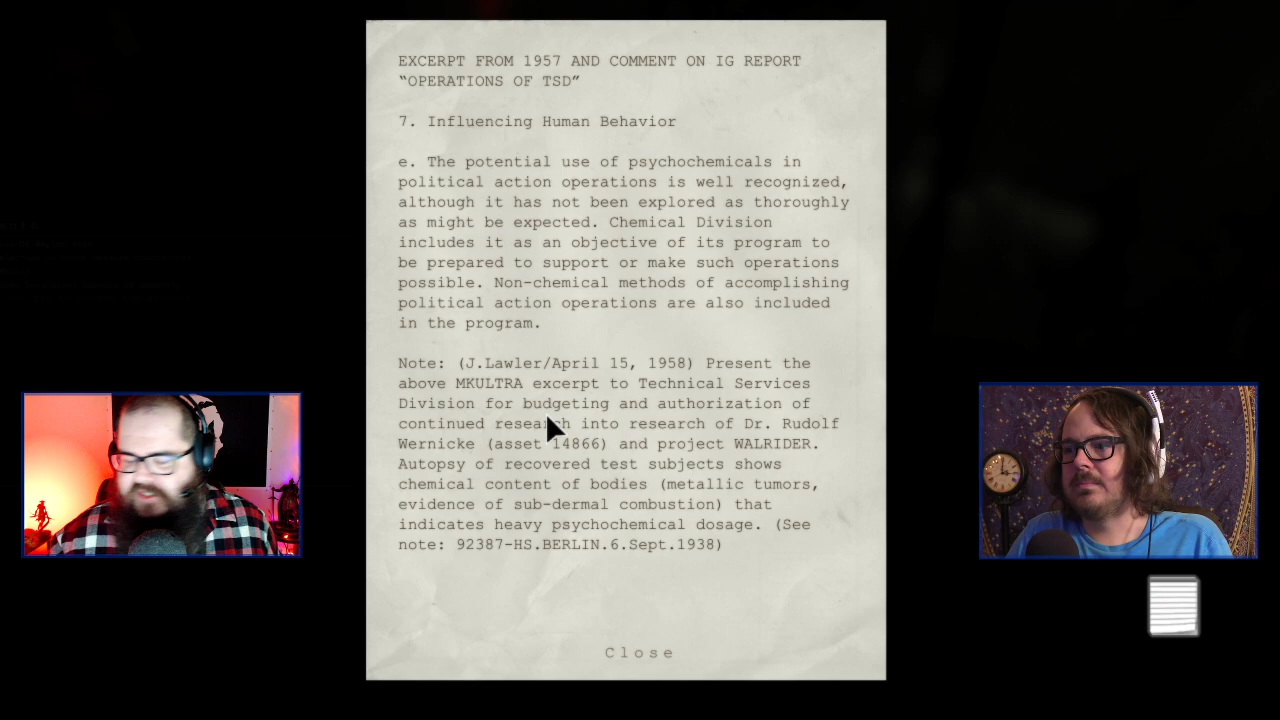 EXCERPT FROM 1957 AND COMMENT ON IG REPORT
“OPERATIONS OF TSD”
7. Influencing Human Behavior
e. The potential use of psychochemicals in
political action operations is well recognized,
although it has not been explored as thoroughly
as might be expected. Chemical Division
includes it as an objective of its program to
be prepared to support or make such operations
possible. Non-chemical methods of accomplishing
political action operations are also included
in the program.
Note: (J.Lawler/April 15, 1958) Present the
above MKULTRA excerpt to Technical Services
Division for budgeting and authorization of
continued research into research of Dr. Rudolf
Wernicke (asset 14866) and project WALRIDER.
Autopsy of recovered test subjects shows
chemical content of bodies (metallic tumors,
evidence of sub-dermal combustion) that
indicates heavy psychochemical dosage. (See
note: 92387-HS.BERLIN.6.Sept.1938)
Close